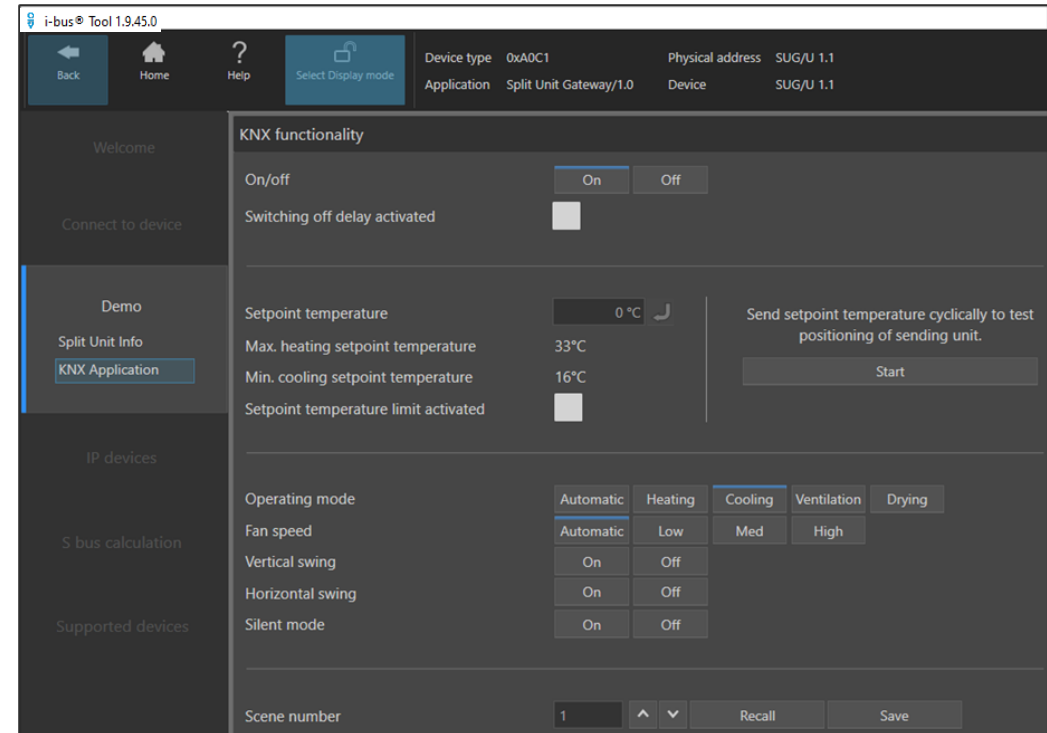 i-bus® Tool 1.9.45.0
Back
Home
?
Help
Select Display mode
Device type 0xA0C1 Physical address SUG/U 1.1
Application Split Unit Gateway/1.0 Device SUG/U 1.1
Welcome
Connect to device
Demo
Split Unit Info
KNX Application
IP devices
S bus calculation
Supported devices
KNX functionality
On/off On Off
Switching off delay activated
Setpoint temperature 0 °C
Max. heating setpoint temperature 33°C
Min. cooling setpoint temperature 16°C
Setpoint temperature limit activated
Send setpoint temperature cyclically to test
positioning of sending unit.
Start
Operating mode Automatic Heating Cooling Ventilation Drying
Fan speed Automatic Low Med High
Vertical swing On Off
Horizontal swing On Off
Silent mode On Off
Scene number 1 Recall Save